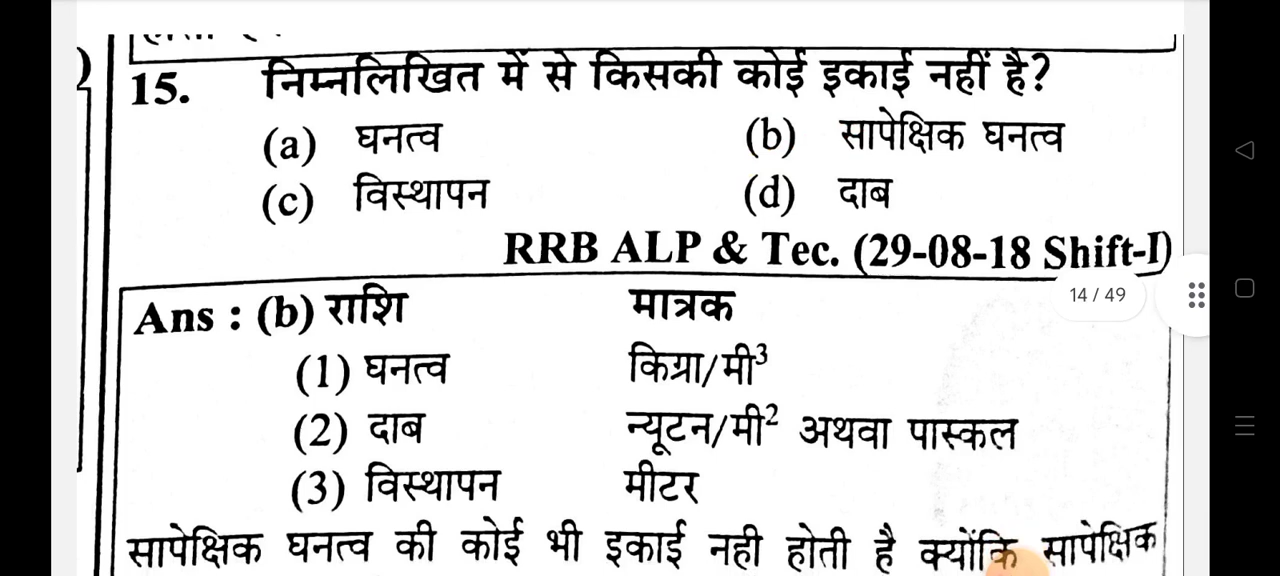 15. निम्नलिखित में से किसकी कोई इकाई नहीं है?
(a) घनत्व (b) सापेक्षिक घनत्व
(c) विस्थापन (d) दाब
RRB ALP & Tec. (29-08-18 Shift-I)
14 / 49
Ans : (b) राशि मात्रक
(1) घनत्व किग्रा/मी³
(2) दाब न्यूटन/मी² अथवा पास्कल
(3) विस्थापन मीटर
सापेक्षिक घनत्व की कोई भी इकाई नही होती है क्योंकि सापेक्षिक